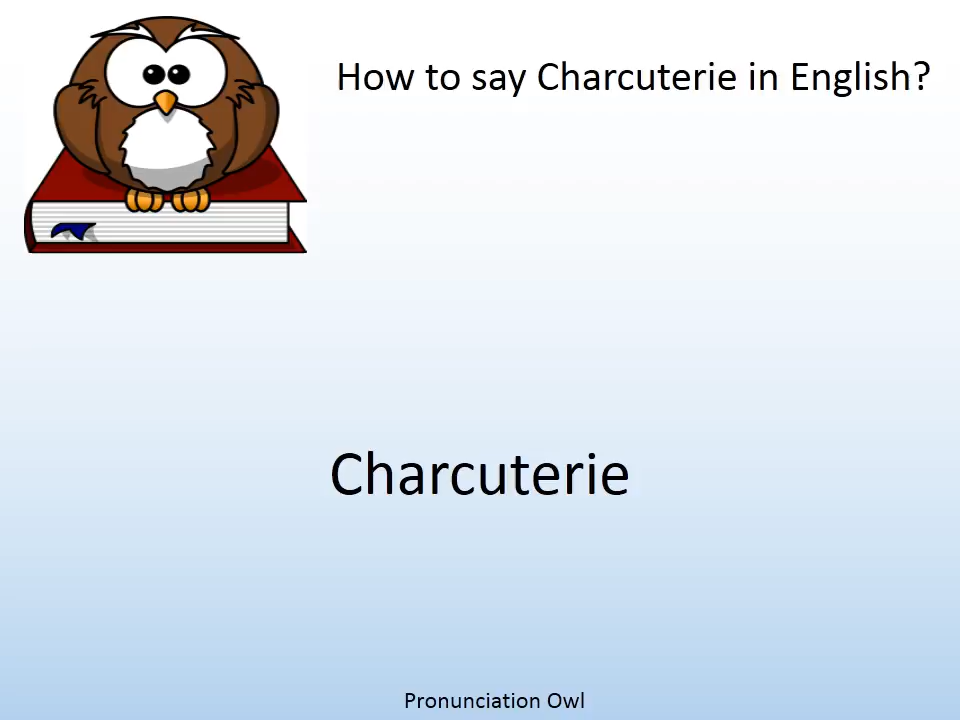 How to say Charcuterie in English?
Charcuterie
Pronunciation Owl